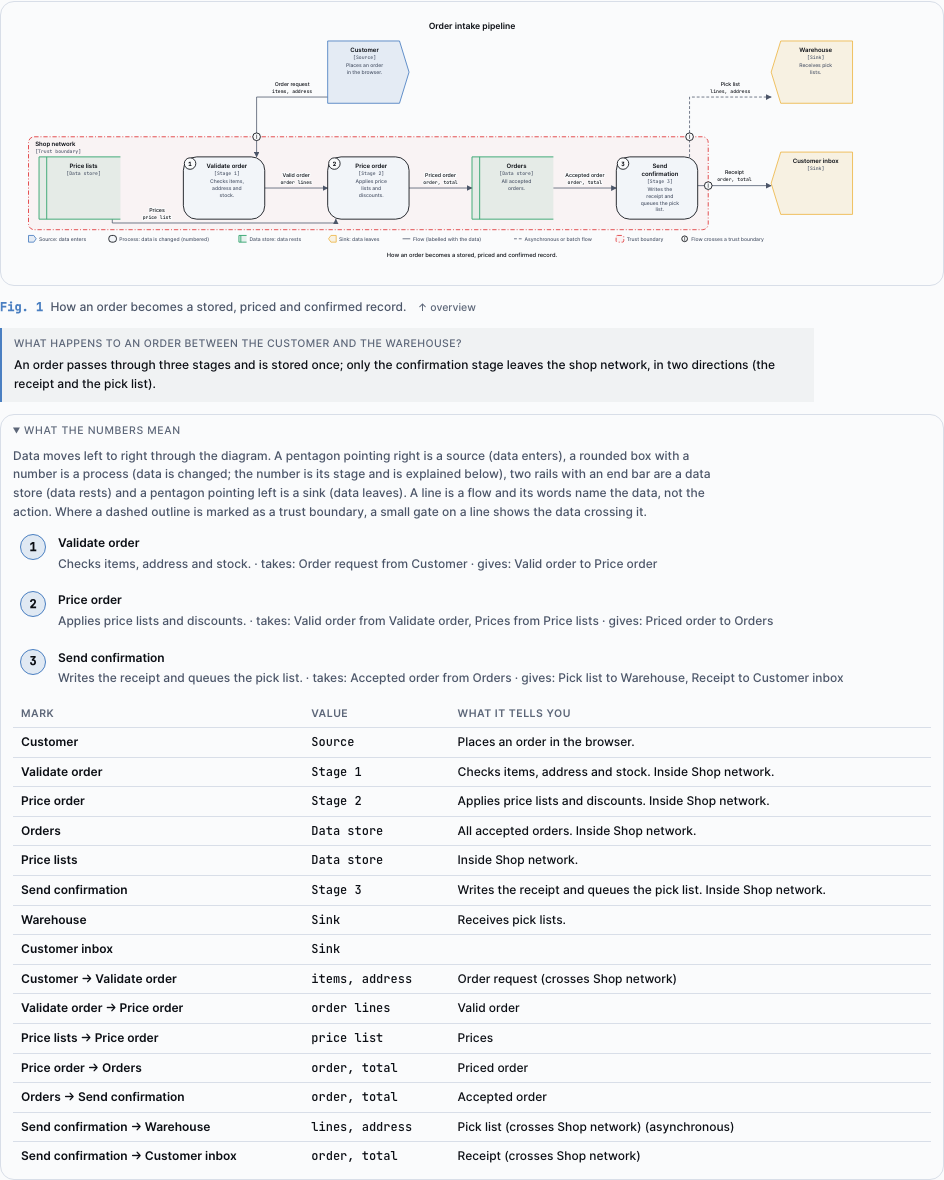 Order intake pipeline
Customer
[Source]
Places an order
in the browser.
Warehouse
[Sink]
Receives pick
lists.
Order request
items, address
Pick list
lines, address
Shop network
[Trust boundary]
Price lists
[Data store]
1
Validate order
[Stage 1]
Checks items,
address and
stock.
Valid order
order lines
2
Price order
[Stage 2]
Applies price
lists and
discounts.
Priced order
order, total
Orders
[Data store]
All accepted
orders.
Accepted order
order, total
3
Send
confirmation
[Stage 3]
Writes the
receipt and
queues the pick
list.
Receipt
order, total
Customer inbox
[Sink]
Prices
price list
Source: data enters
Process: data is changed (numbered)
Data store: data rests
Sink: data leaves
Flow (labelled with the data)
Asynchronous or batch flow
Trust boundary
Flow crosses a trust boundary
How an order becomes a stored, priced and confirmed record.
Fig. 1 How an order becomes a stored, priced and confirmed record. ↑ overview
WHAT HAPPENS TO AN ORDER BETWEEN THE CUSTOMER AND THE WAREHOUSE?
An order passes through three stages and is stored once; only the confirmation stage leaves the shop network, in two directions (the
receipt and the pick list).
▼ WHAT THE NUMBERS MEAN
Data moves left to right through the diagram. A pentagon pointing right is a source (data enters), a rounded box with a
number is a process (data is changed; the number is its stage and is explained below), two rails with an end bar are a data
store (data rests) and a pentagon pointing left is a sink (data leaves). A line is a flow and its words name the data, not the
action. Where a dashed outline is marked as a trust boundary, a small gate on a line shows the data crossing it.
1 Validate order
Checks items, address and stock. · takes: Order request from Customer · gives: Valid order to Price order
2 Price order
Applies price lists and discounts. · takes: Valid order from Validate order, Prices from Price lists · gives: Priced order to Orders
3 Send confirmation
Writes the receipt and queues the pick list. · takes: Accepted order from Orders · gives: Pick list to Warehouse, Receipt to Customer inbox
MARK VALUE WHAT IT TELLS YOU
Customer Source Places an order in the browser.
Validate order Stage 1 Checks items, address and stock. Inside Shop network.
Price order Stage 2 Applies price lists and discounts. Inside Shop network.
Orders Data store All accepted orders. Inside Shop network.
Price lists Data store Inside Shop network.
Send confirmation Stage 3 Writes the receipt and queues the pick list. Inside Shop network.
Warehouse Sink Receives pick lists.
Customer inbox Sink
Customer → Validate order items, address Order request (crosses Shop network)
Validate order → Price order order lines Valid order
Price lists → Price order price list Prices
Price order → Orders order, total Priced order
Orders → Send confirmation order, total Accepted order
Send confirmation → Warehouse lines, address Pick list (crosses Shop network) (asynchronous)
Send confirmation → Customer inbox order, total Receipt (crosses Shop network)